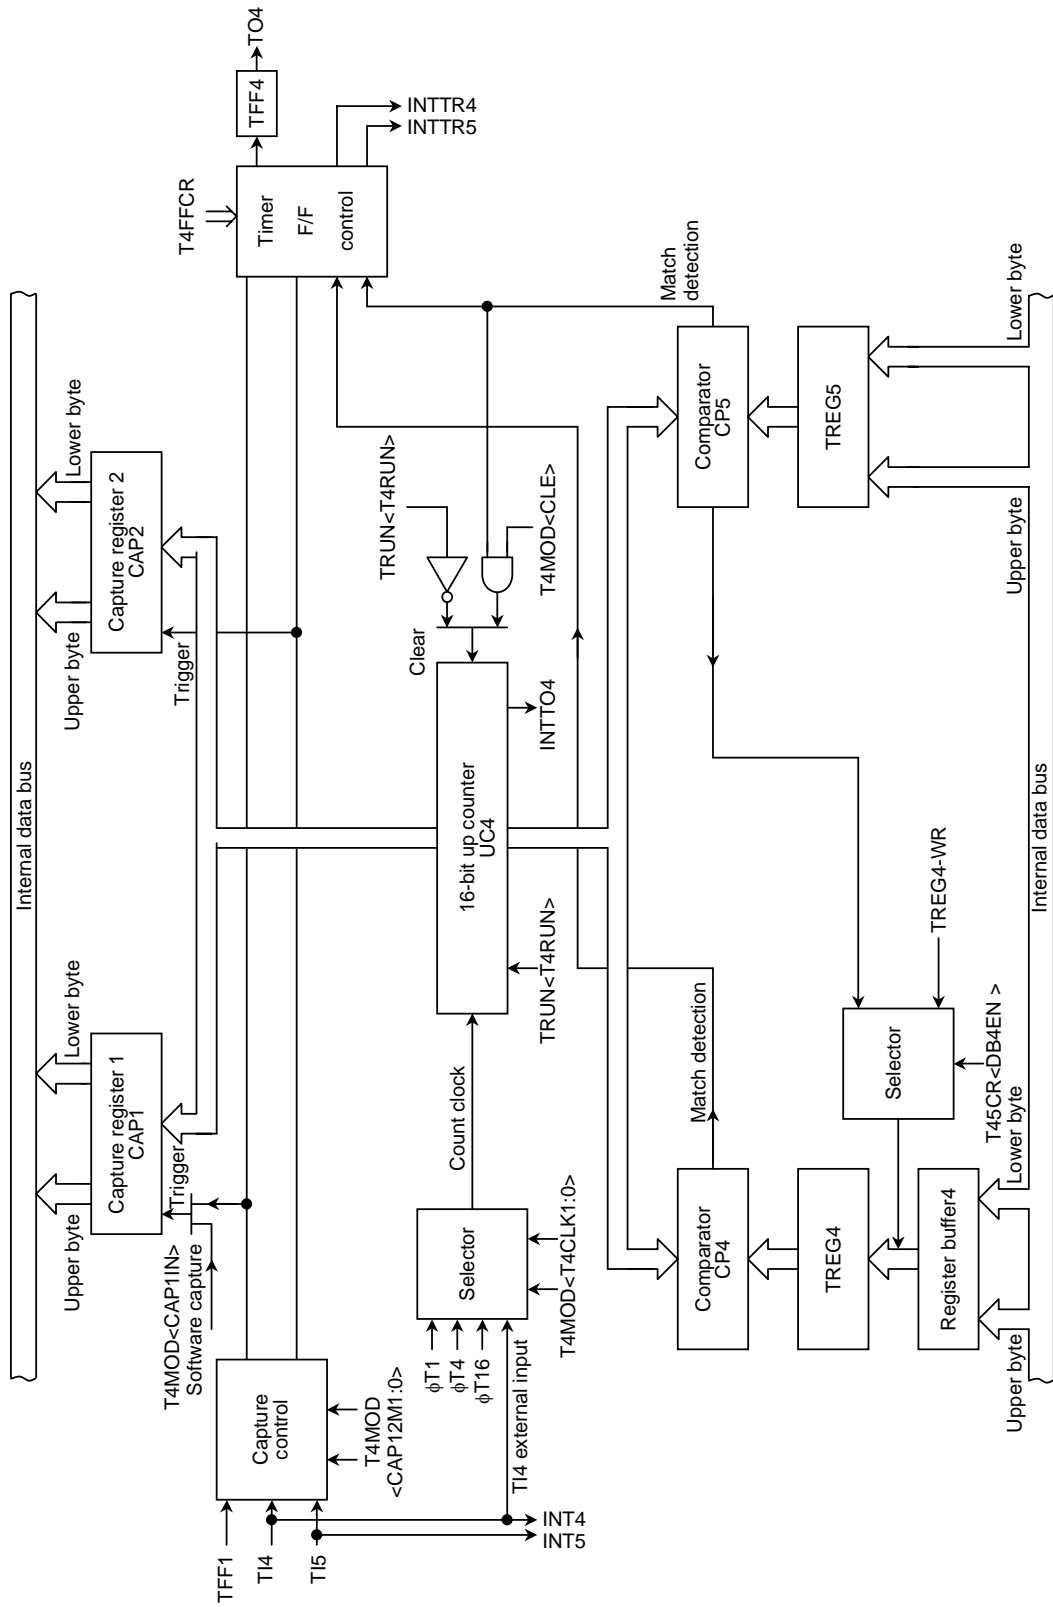 Internal data bus
Upper byte
Lower byte
Upper byte
Lower byte
Capture register 1
CAP1
Capture register 2
CAP2
T4MOD<CAP1IN>
Software capture
Trigger
Trigger
T4FFCR
TFF1
TI4
TI5
Capture
control
Timer
F/F
control
TFF4
TO4
T4MOD
<CAP12M1:0>
INTTR4
INTTR5
TRUN<T4RUN>
Clear
T4MOD<CLE>
ϕT1
ϕT4
ϕT16
TI4 external input
Selector
Count clock
16-bit up counter
UC4
INT4
INT5
T4MOD<T4CLK1:0>
TRUN<T4RUN>
INTTO4
Match detection
Match
detection
Comparator
CP4
Comparator
CP5
TREG4
TREG5
Selector
TREG4-WR
Register buffer4
T45CR<DB4EN >
Upper byte
Lower byte
Upper byte
Lower byte
Internal data bus